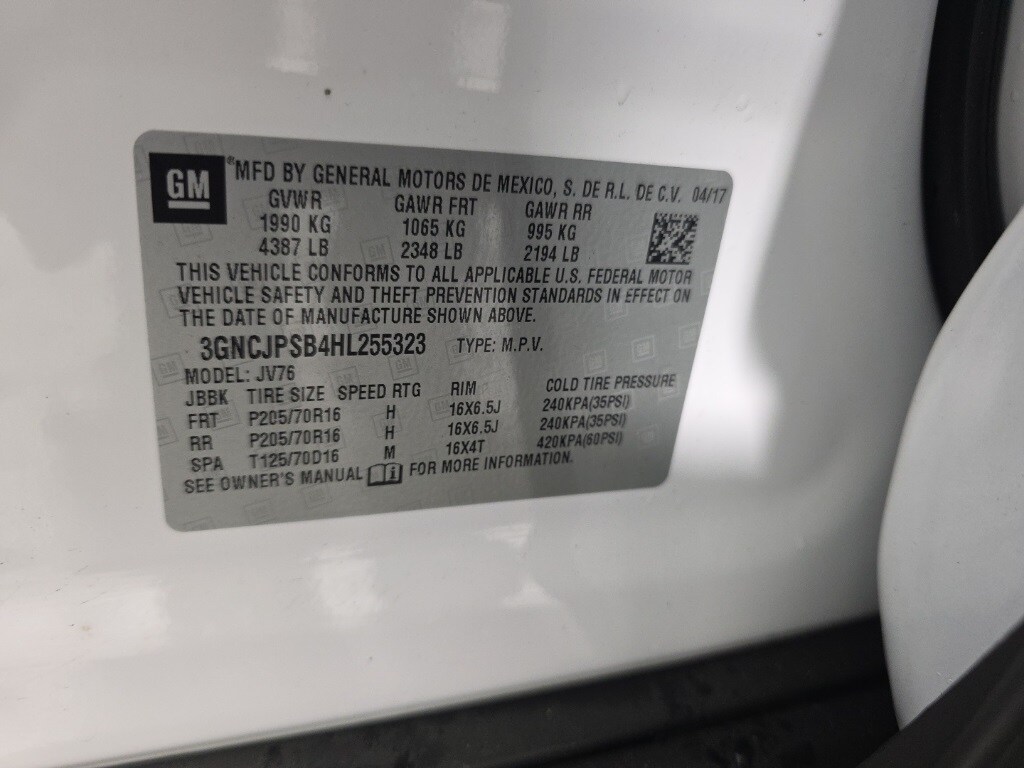 GM
®MFD BY GENERAL MOTORS DE MEXICO, S. DE R.L. DE C.V. 04/17
GVWR GAWR FRT GAWR RR
1990 KG 1065 KG 995 KG
4387 LB 2348 LB 2194 LB
THIS VEHICLE CONFORMS TO ALL APPLICABLE U.S. FEDERAL MOTOR
VEHICLE SAFETY AND THEFT PREVENTION STANDARDS IN EFFECT ON
THE DATE OF MANUFACTURE SHOWN ABOVE.
3GNCJPSB4HL255323 TYPE: M.P.V.
MODEL: JV76
JBBK TIRE SIZE SPEED RTG RIM COLD TIRE PRESSURE
FRT P205/70R16 H 16X6.5J 240KPA(35PSI)
RR P205/70R16 H 16X6.5J 240KPA(35PSI)
SPA T125/70D16 M 16X4T 420KPA(60PSI)
SEE OWNER'S MANUAL i FOR MORE INFORMATION.